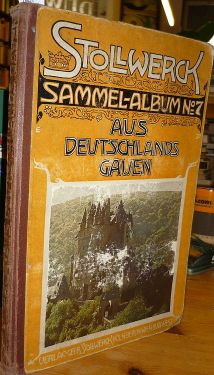 STOLLWERCK
SAMMEL-ALBUM No 7
AUS
DEUTSCHLANDS
GAUEN